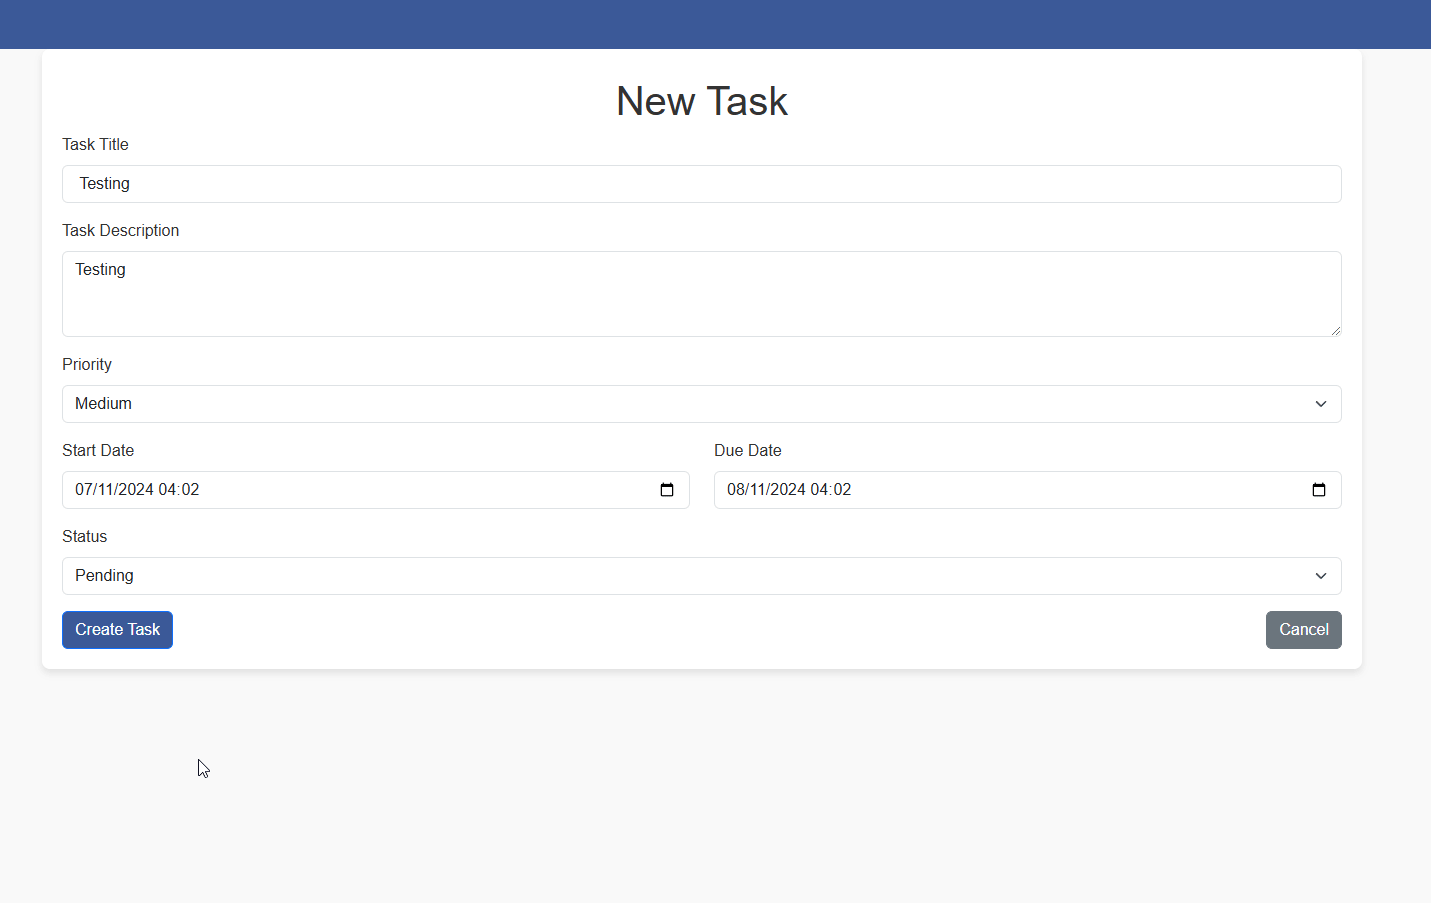 New Task
Task Title
Testing
Task Description
Testing
Priority
Medium
Start Date
Due Date
07/11/2024 04:02
08/11/2024 04:02
Status
Pending
Create Task
Cancel